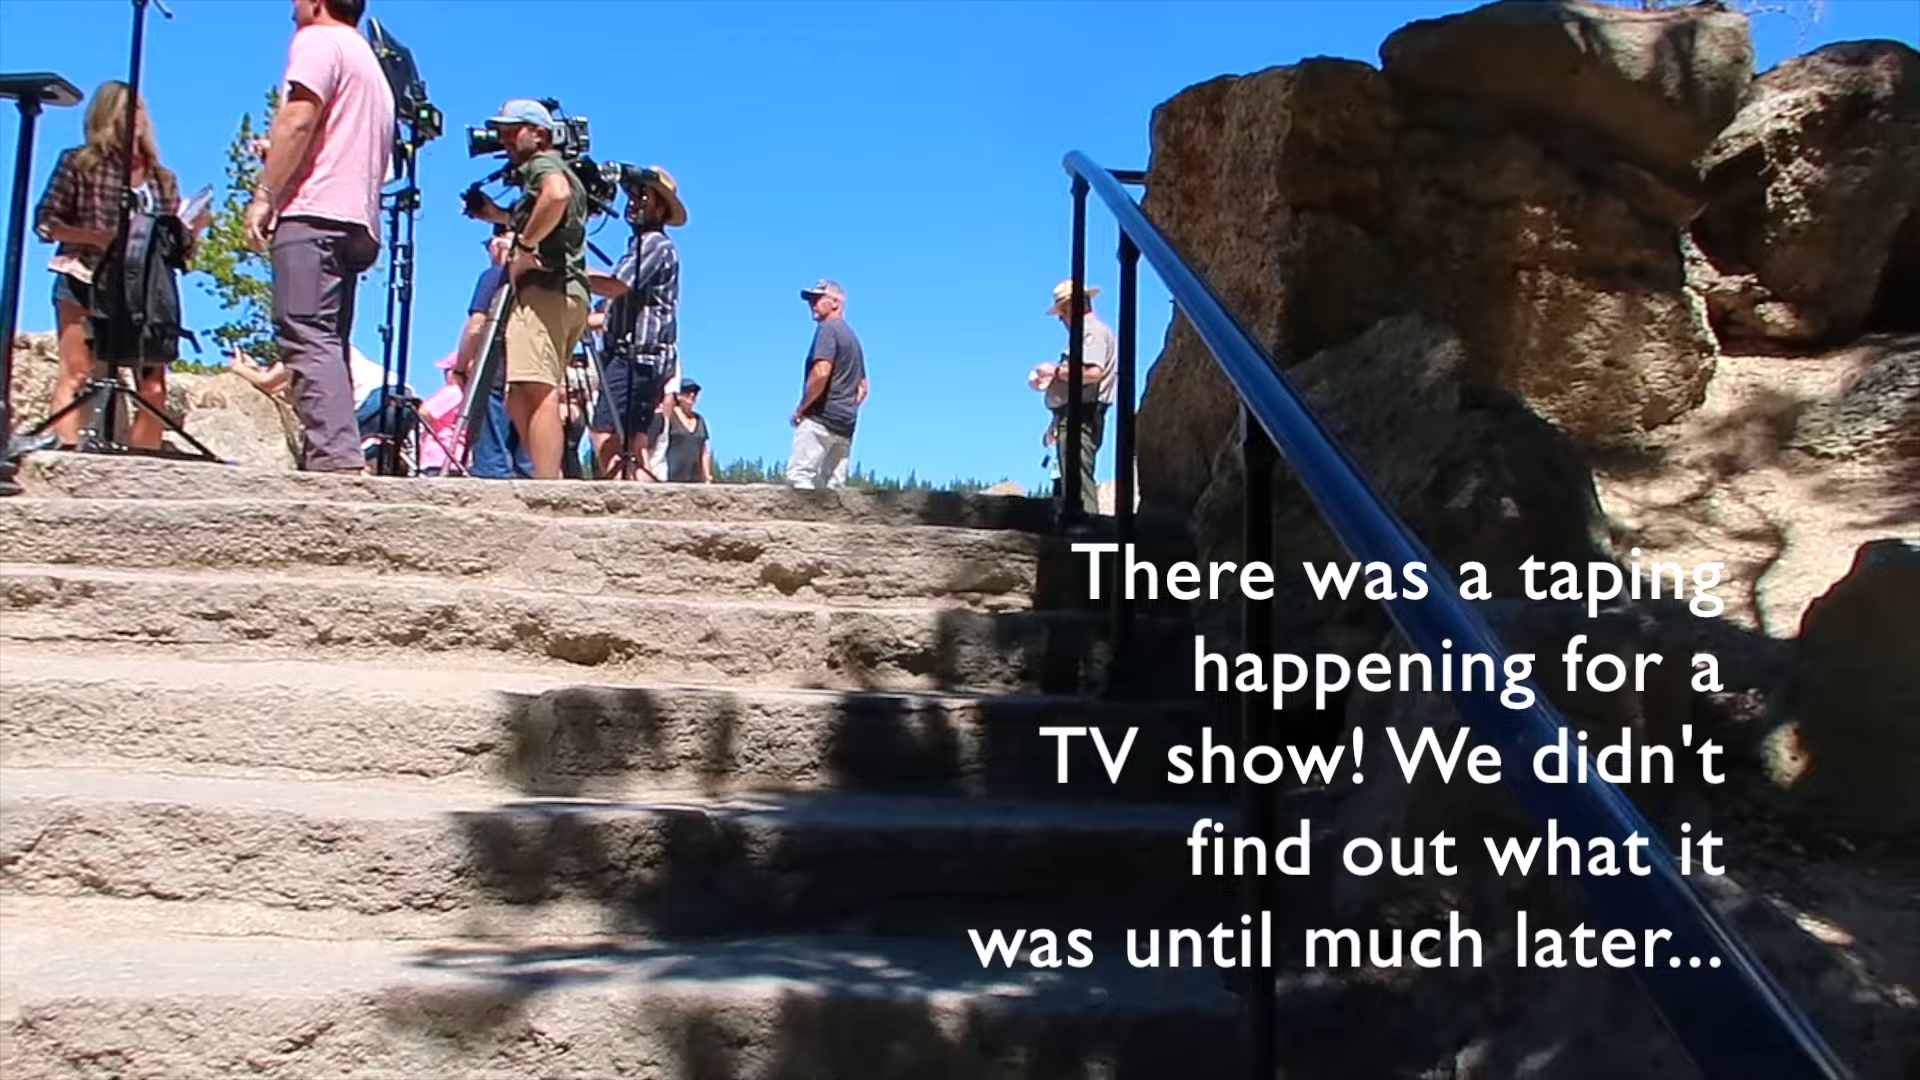 There was a taping
happening for a
TV show! We didn't
find out what it
was until much later...